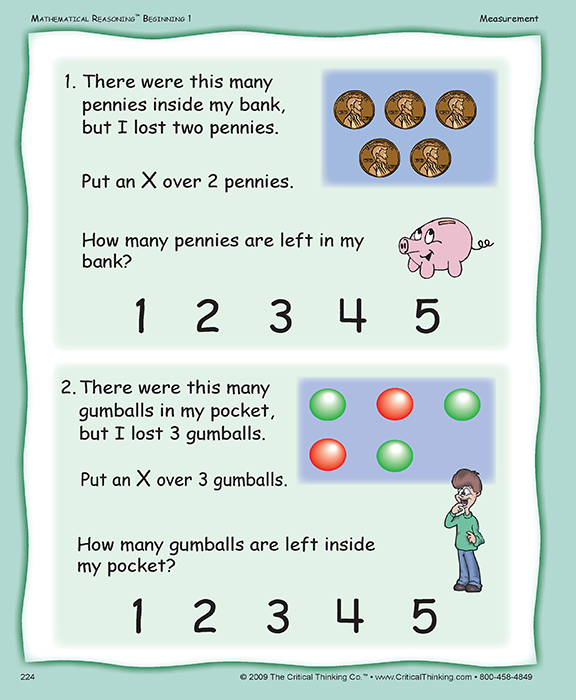 MATHEMATICAL REASONING™ BEGINNING 1
Measurement
1. There were this many
pennies inside my bank,
but I lost two pennies.
Put an X over 2 pennies.
How many pennies are left in my
bank?
1 2 3 4 5
2. There were this many
gumballs in my pocket,
but I lost 3 gumballs.
Put an X over 3 gumballs.
How many gumballs are left inside
my pocket?
1 2 3 4 5
224
© 2009 The Critical Thinking Co.™ • www.CriticalThinking.com • 800-458-4849